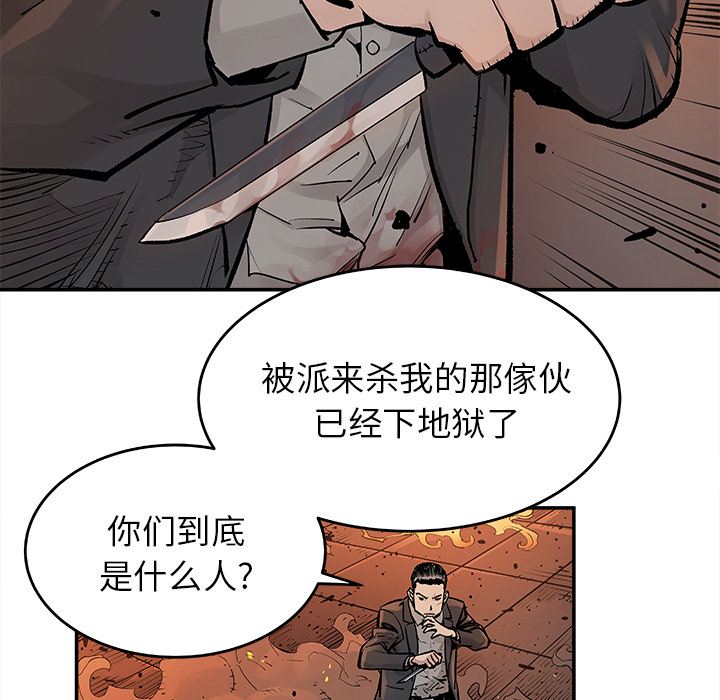 被派来杀我的那傢伙
已经下地狱了
你们到底
是什么人?